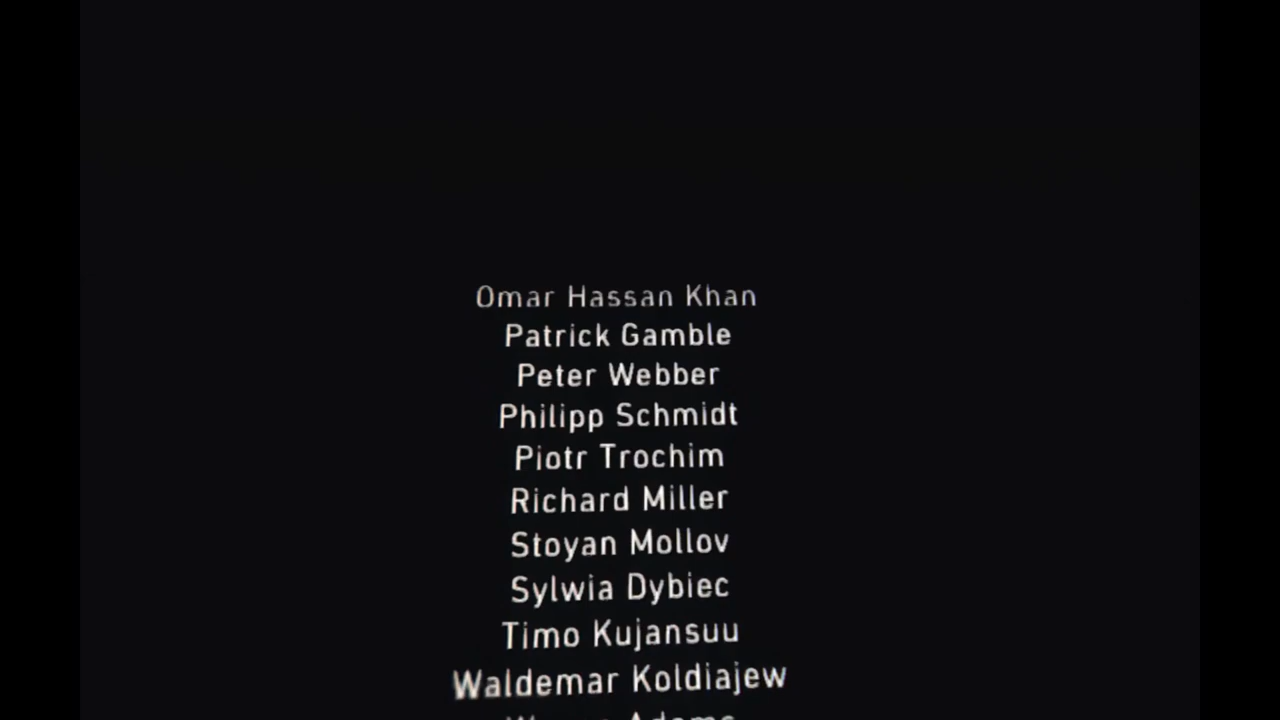 Omar Hassan Khan
Patrick Gamble
Peter Webber
Philipp Schmidt
Piotr Trochim
Richard Miller
Stoyan Mollov
Sylwia Dybiec
Timo Kujansuu
Waldemar Koldiajew